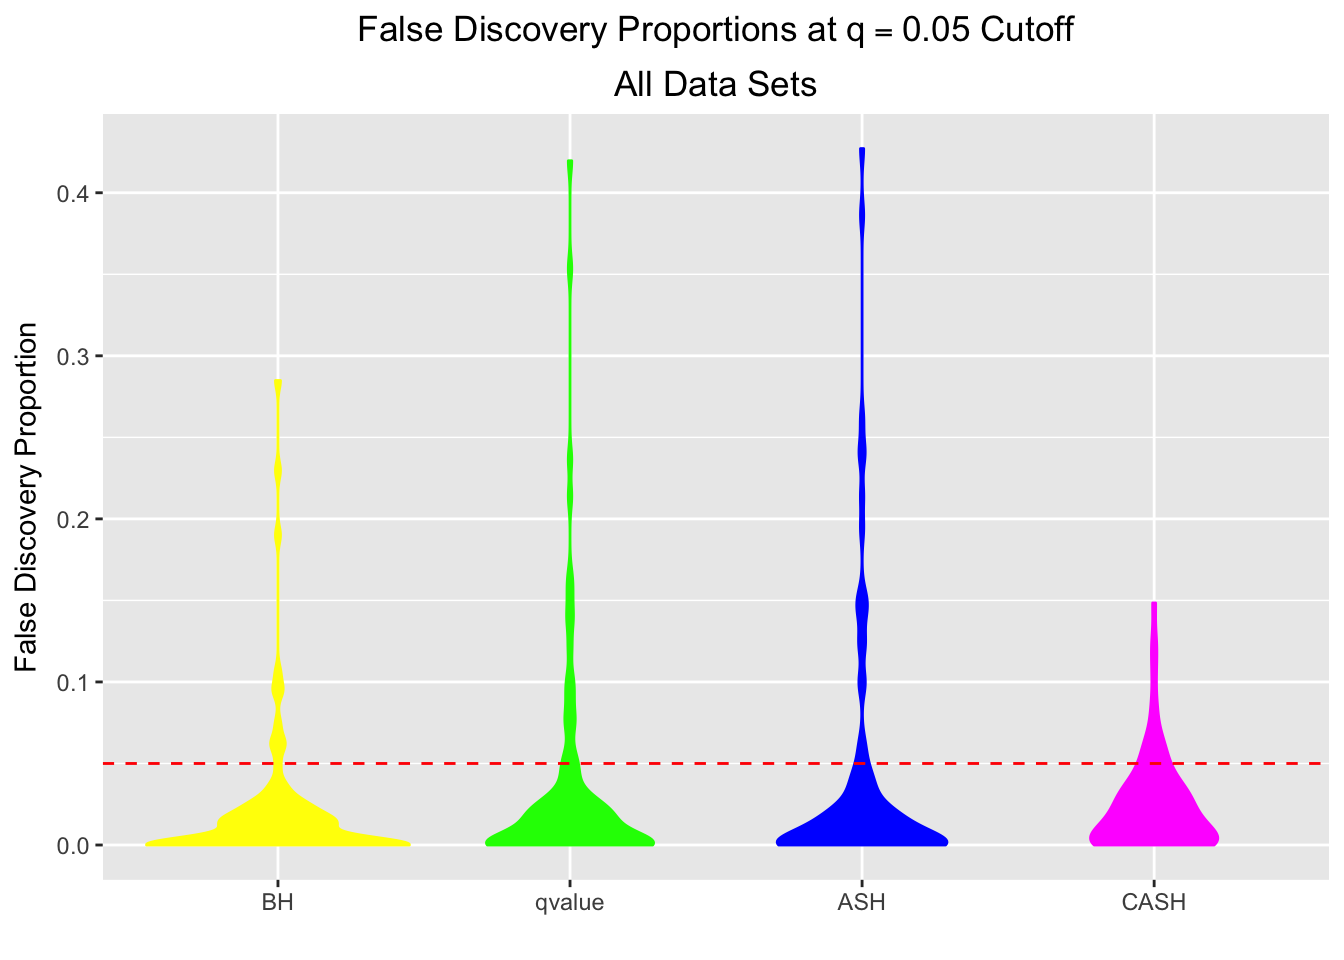 False Discovery Proportions at q = 0.05 Cutoff
All Data Sets
False Discovery Proportion
0.4
0.3
0.2
0.1
0.0
BH
qvalue
ASH
CASH